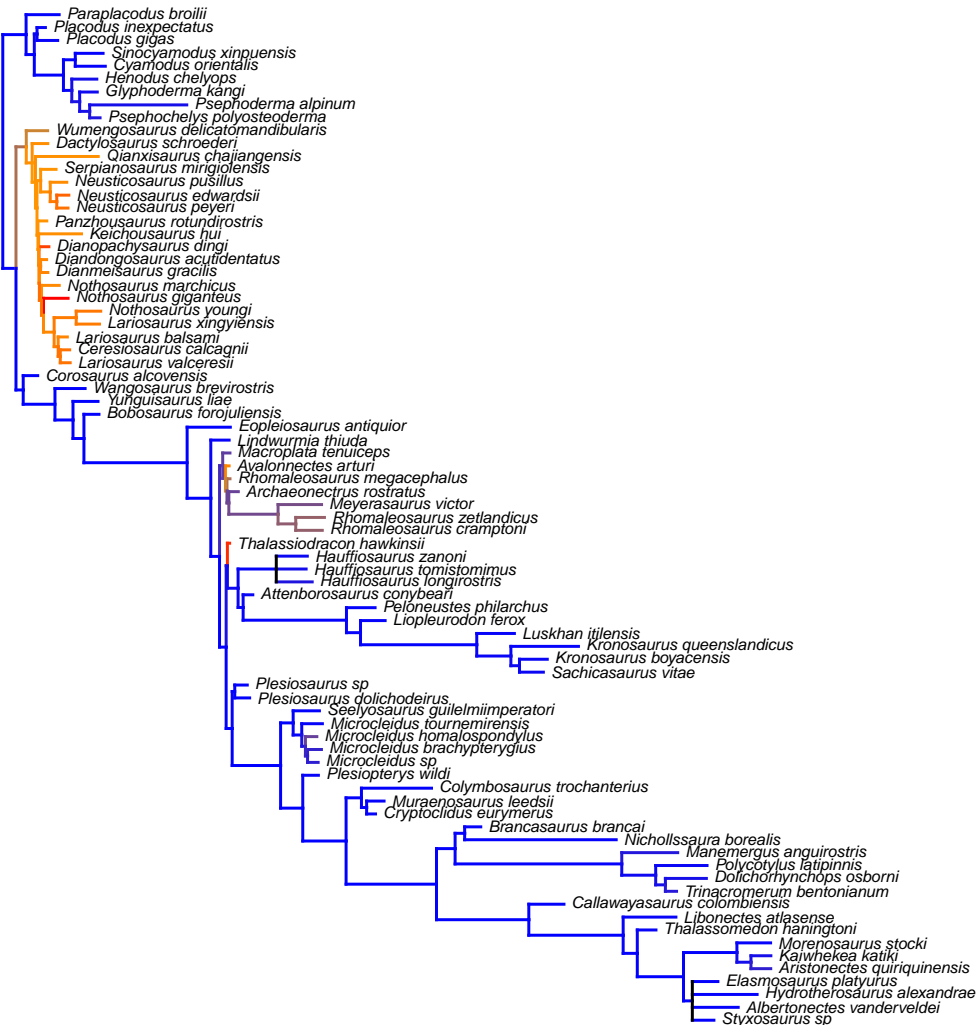 Paraplacodus broilii
Placodus inexpectatus
Placodus gigas
Sinocyamodus xinpuensis
Cyamodus orientalis
Henodus chelyops
Glyphoderma kangi
Psephoderma alpinum
Psephochelys polyosteoderma
Wumengosaurus delicatomandibularis
Dactylosaurus schroederi
Qianxisaurus chajiangensis
Serpianosaurus mirigiolensis
Neusticosaurus pusillus
Neusticosaurus edwardsii
Neusticosaurus peyeri
Panzhousaurus rotundirostris
Keichousaurus hui
Dianopachysaurus dingi
Diandongosaurus acutidentatus
Dianmeisaurus gracilis
Nothosaurus marchicus
Nothosaurus giganteus
Nothosaurus youngi
Lariosaurus xingyiensis
Lariosaurus balsami
Ceresiosaurus calcagnii
Lariosaurus valceresii
Corosaurus alcovensis
Wangosaurus brevirostris
Yunguisaurus liae
Bobosaurus forojuliensis
Eopleiosaurus antiquior
Lindwurmia thiuda
Macroplata tenuiceps
Avalonnectes arturi
Rhomaleosaurus megacephalus
Archaeonectrus rostratus
Meyerasaurus victor
Rhomaleosaurus zetlandicus
Rhomaleosaurus cramptoni
Thalassiodracon hawkinsii
Hauffiosaurus zanoni
Hauffiosaurus tomistomimus
Hauffiosaurus longirostris
Attenborosaurus conybeari
Peloneustes philarchus
Liopleurodon ferox
Luskhan itilensis
Kronosaurus queenslandicus
Kronosaurus boyacensis
Sachicasaurus vitae
Plesiosaurus sp
Plesiosaurus dolichodeirus
Seelyosaurus guilelmiimperatori
Microcleidus tournemirensis
Microcleidus homalospondylus
Microcleidus brachypterygius
Microcleidus sp
Plesiopterys wildi
Colymbosaurus trochanterius
Muraenosaurus leedsii
Cryptoclidus eurymerus
Brancasaurus brancai
Nichollssaura borealis
Manemergus anguirostris
Polycotylus latipinnis
Dolichorhynchops osborni
Trinacromerum bentonianum
Callawayasaurus colombiensis
Libonectes atlasense
Thalassomedon haningtoni
Morenosaurus stocki
Kaiwhekea katiki
Aristonectes quiriquinensis
Elasmosaurus platyurus
Hydrotherosaurus alexandrae
Albertonectes vanderveldei
Styxosaurus sp